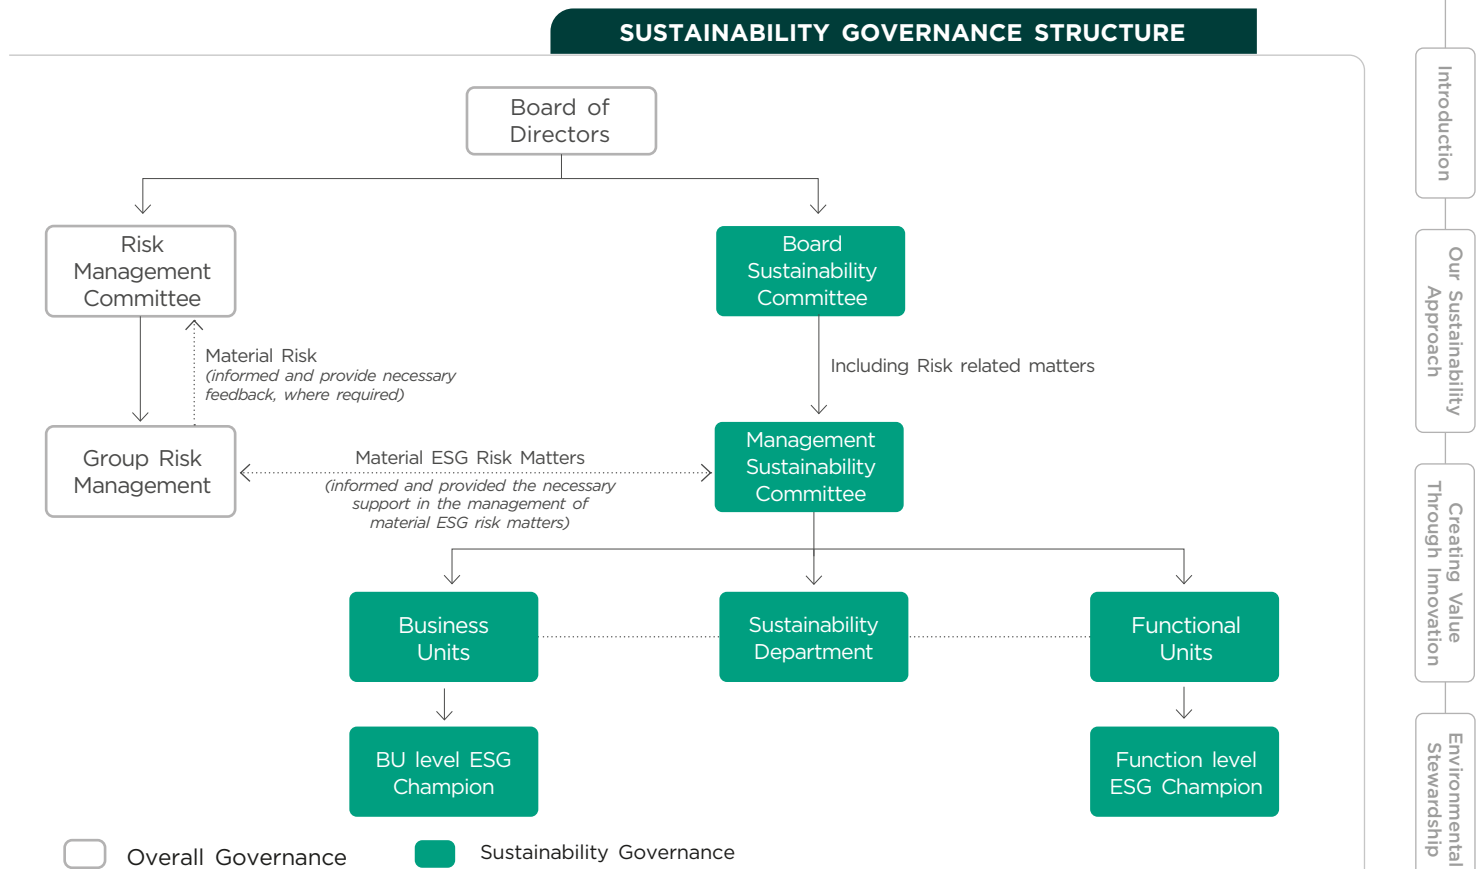 SUSTAINABILITY GOVERNANCE STRUCTURE
Board of
Directors
Risk
Management
Committee
Board
Sustainability
Committee
Material Risk
(informed and provide necessary
feedback, where required)
Including Risk related matters
Group Risk
Management
Material ESG Risk Matters
(informed and provided the necessary
support in the management of
material ESG risk matters)
Management
Sustainability
Committee
Business
Units
Sustainability
Department
Functional
Units
BU level ESG
Champion
Function level
ESG Champion
Overall Governance
Sustainability Governance
Introduction
Our Sustainability
Approach
Creating Value
Through Innovation
Environmental
Stewardship